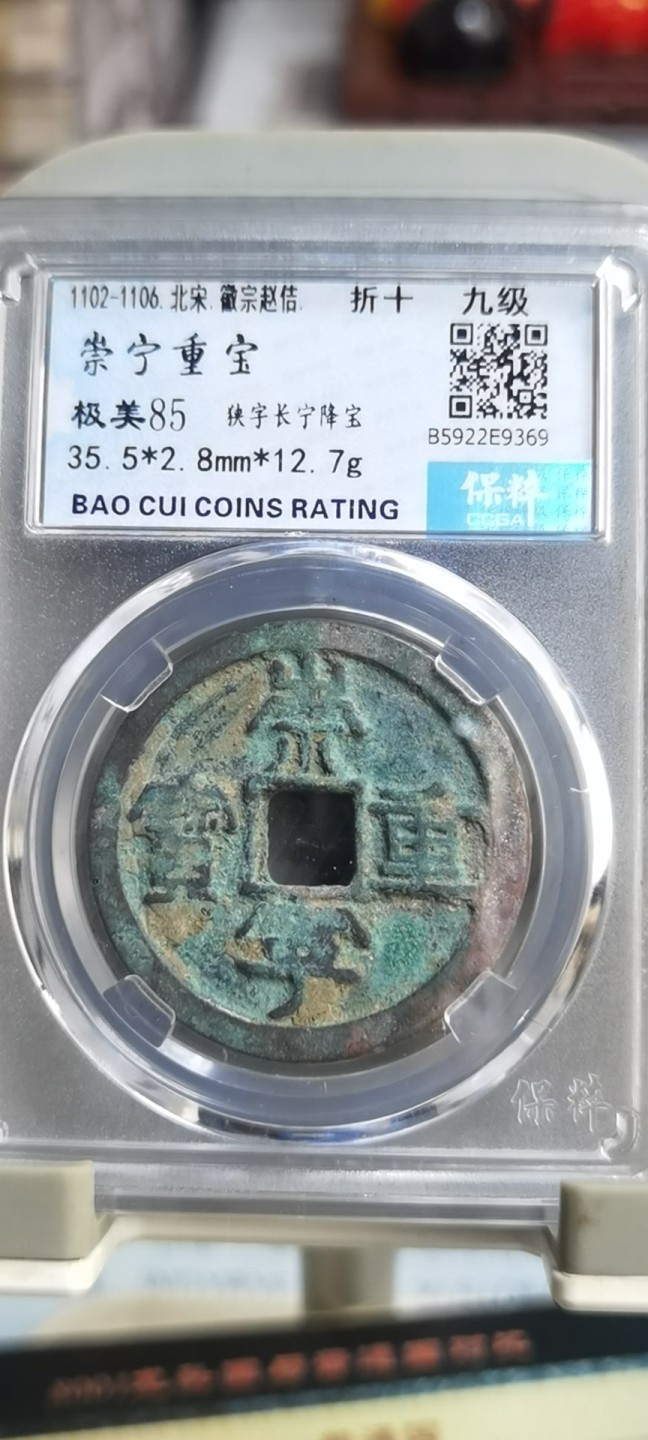 1102-1106.北宋.徽宗赵佶. 折十 九级
崇宁重宝
极美85 狭字长宁降宝
B5922E9369
35.5*2.8mm*12.7g
保粹
CCGA
BAO CUI COINS RATING
崇
寳 重
宁
保粹